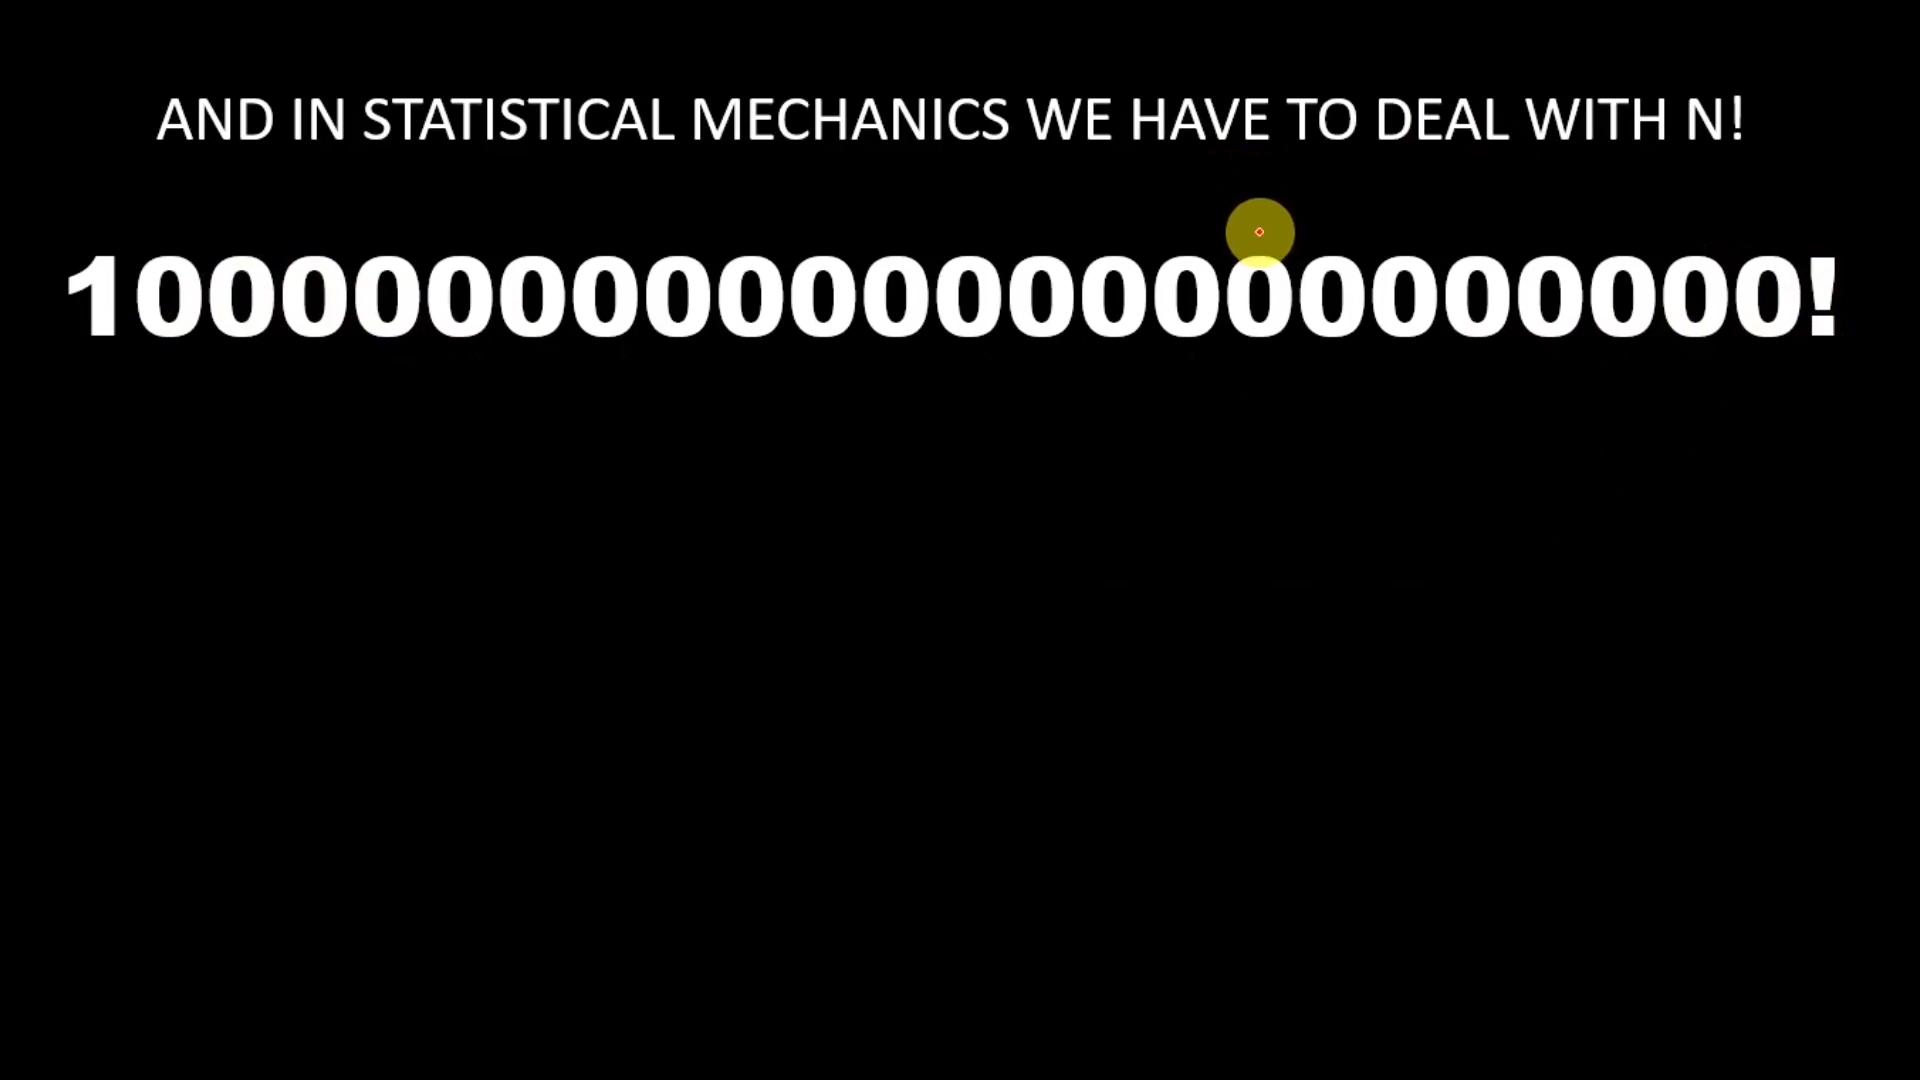 AND IN STATISTICAL MECHANICS WE HAVE TO DEAL WITH N!
100000000000000000000000!